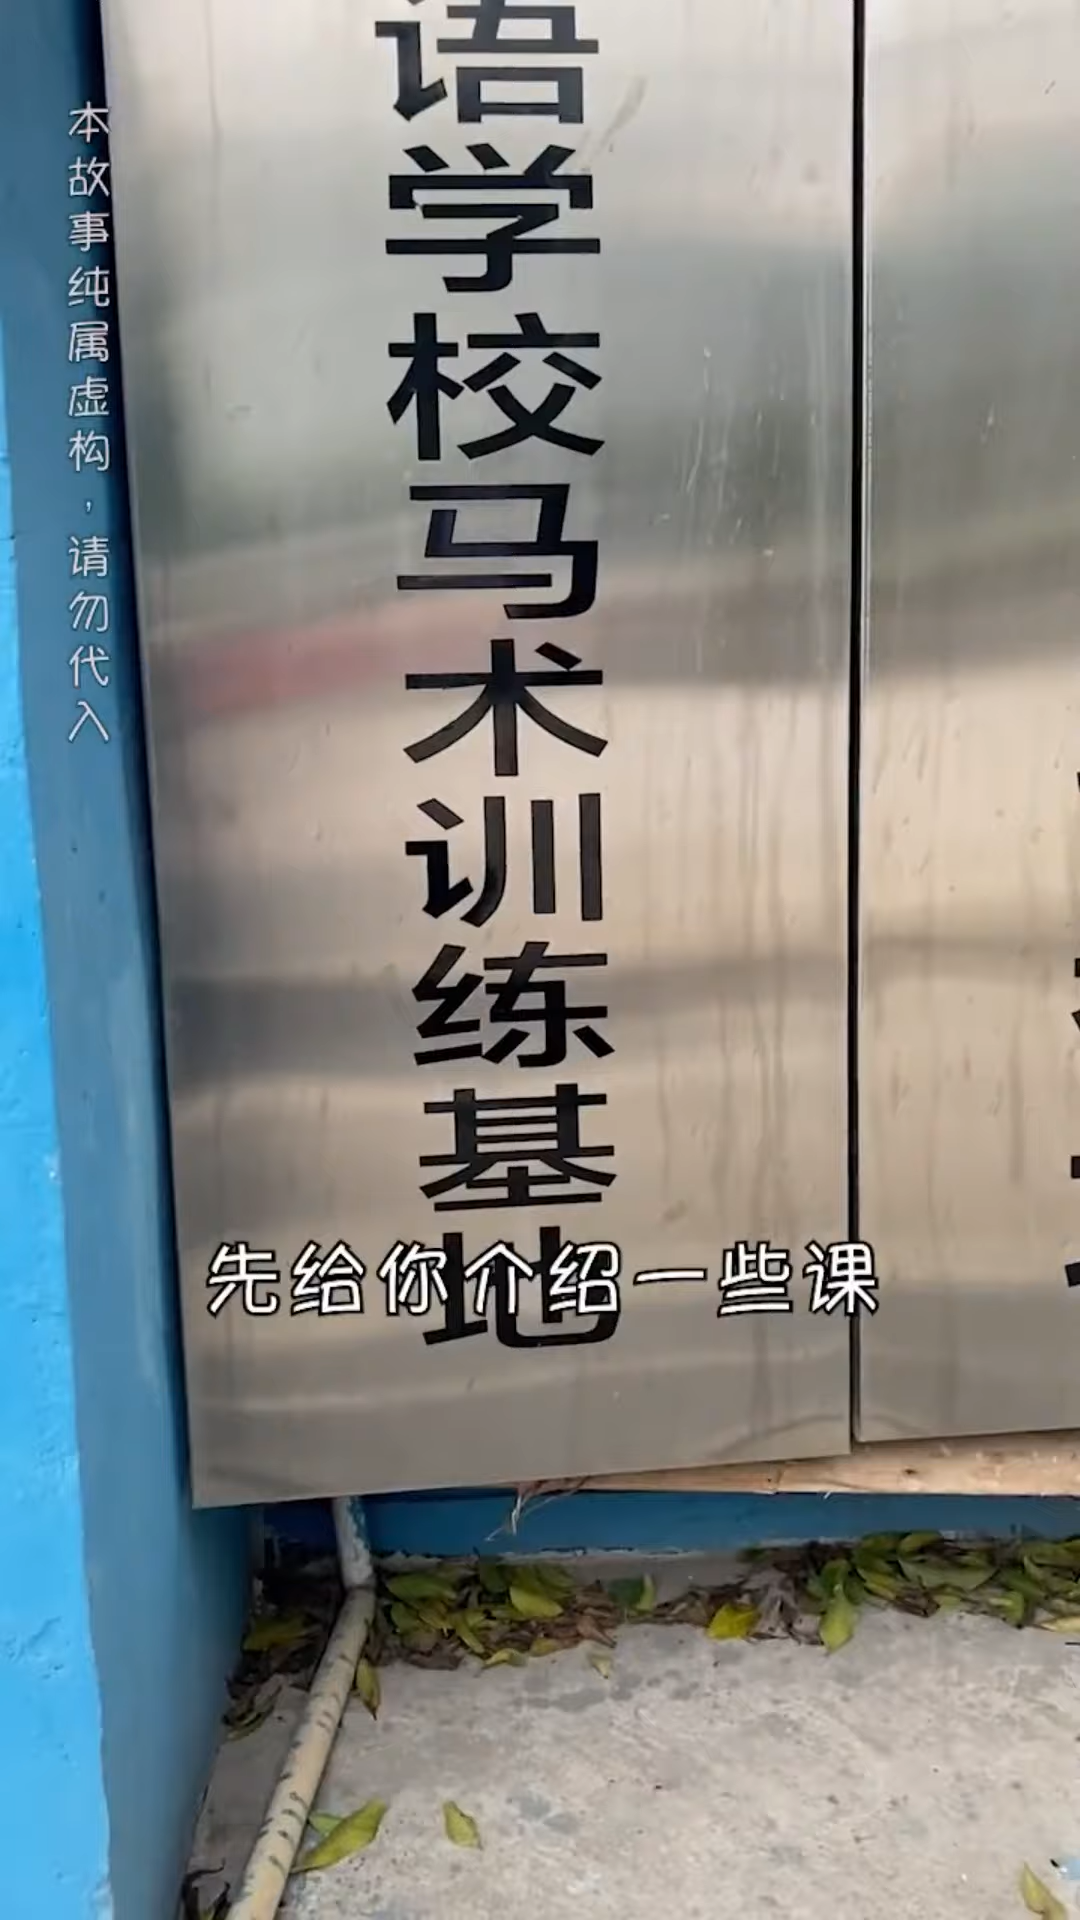 本故事纯属虚构，请勿代入
语学校马术训练基地
先给你介绍一些课